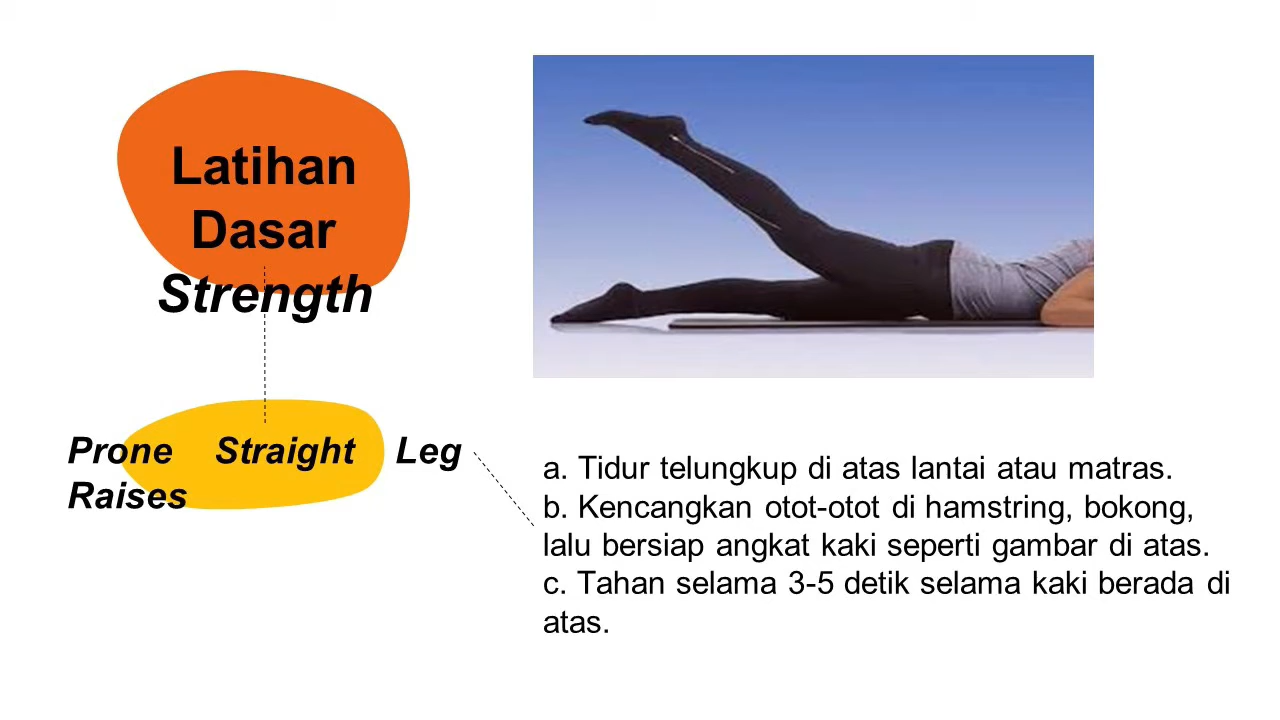 Latihan
Dasar
Strength
Prone Straight Leg
Raises
a. Tidur telungkup di atas lantai atau matras.
b. Kencangkan otot-otot di hamstring, bokong,
lalu bersiap angkat kaki seperti gambar di atas.
c. Tahan selama 3-5 detik selama kaki berada di
atas.